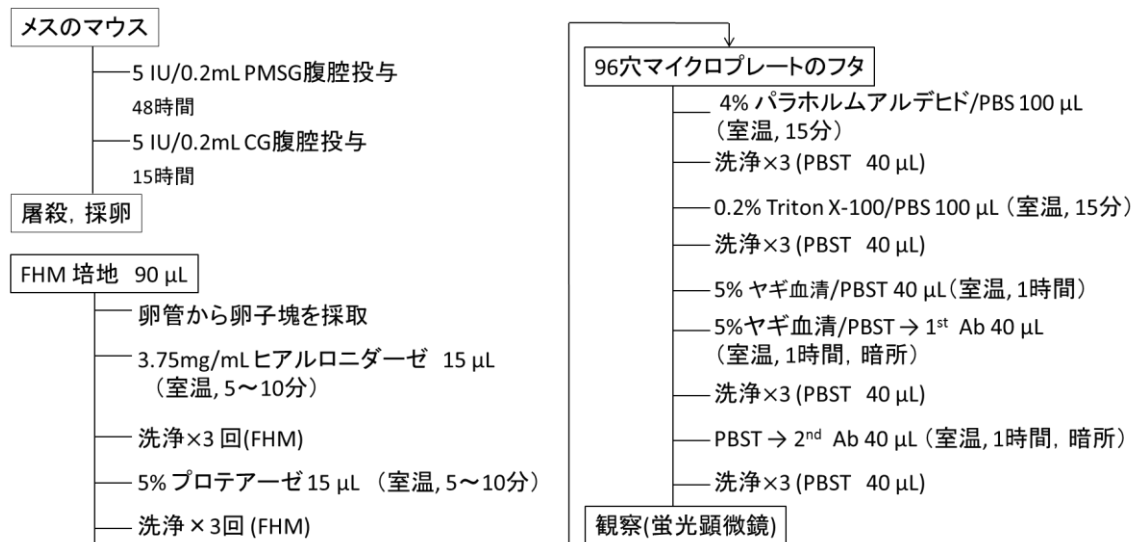 メスのマウス
5 IU/0.2mL PMSG腹腔投与
48時間
5 IU/0.2mL CG腹腔投与
15時間
屠殺, 採卵
FHM 培地 90 μL
卵管から卵子塊を採取
3.75mg/mL ヒアルロニダーゼ 15 μL
(室温, 5～10分)
洗浄×3 回(FHM)
5% プロテアーゼ 15 μL (室温, 5～10分)
洗浄 × 3回 (FHM)
96穴マイクロプレートのフタ
4% パラホルムアルデヒド/PBS 100 μL
(室温, 15分)
洗浄×3 (PBST 40 μL)
0.2% Triton X-100/PBS 100 μL (室温, 15分)
洗浄×3 (PBST 40 μL)
5% ヤギ血清/PBST 40 μL(室温, 1時間)
5%ヤギ血清/PBST → 1st Ab 40 μL
(室温, 1時間, 暗所)
洗浄×3 (PBST 40 μL)
PBST → 2nd Ab 40 μL (室温, 1時間, 暗所)
洗浄×3 (PBST 40 μL)
観察(蛍光顕微鏡)